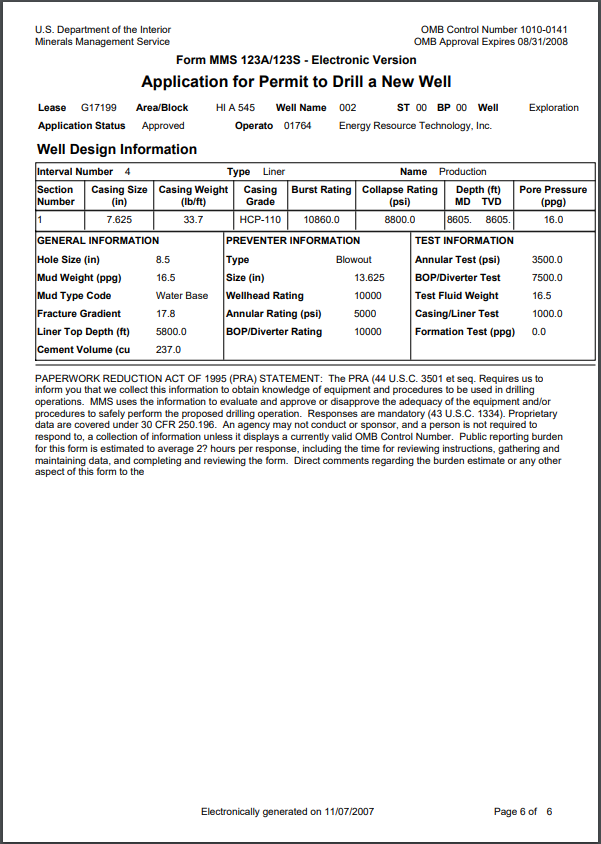 U.S. Department of the Interior OMB Control Number 1010-0141
Minerals Management Service OMB Approval Expires 08/31/2008
Form MMS 123A/123S - Electronic Version
Application for Permit to Drill a New Well
Lease G17199 Area/Block HI A 545 Well Name 002 ST 00 BP 00 Well Exploration
Application Status Approved Operato 01764 Energy Resource Technology, Inc.
Well Design Information
Interval Number 4 Type Liner Name Production
Section Casing Size Casing Weight Casing Burst Rating Collapse Rating Depth (ft) Pore Pressure
Number (in) (lb/ft) Grade (psi) MD TVD (ppg)
1 7.625 33.7 HCP-110 10860.0 8800.0 8605. 8605. 16.0
GENERAL INFORMATION PREVENTER INFORMATION TEST INFORMATION
Hole Size (in) 8.5 Type Blowout Annular Test (psi) 3500.0
Mud Weight (ppg) 16.5 Size (in) 13.625 BOP/Diverter Test 7500.0
Mud Type Code Water Base Wellhead Rating 10000 Test Fluid Weight 16.5
Fracture Gradient 17.8 Annular Rating (psi) 5000 Casing/Liner Test 1000.0
Liner Top Depth (ft) 5800.0 BOP/Diverter Rating 10000 Formation Test (ppg) 0.0
Cement Volume (cu 237.0
PAPERWORK REDUCTION ACT OF 1995 (PRA) STATEMENT: The PRA (44 U.S.C. 3501 et seq. Requires us to
inform you that we collect this information to obtain knowledge of equipment and procedures to be used in drilling
operations. MMS uses the information to evaluate and approve or disapprove the adequacy of the equipment and/or
procedures to safely perform the proposed drilling operation. Responses are mandatory (43 U.S.C. 1334). Proprietary
data are covered under 30 CFR 250.196. An agency may not conduct or sponsor, and a person is not required to
respond to, a collection of information unless it displays a currently valid OMB Control Number. Public reporting burden
for this form is estimated to average 2? hours per response, including the time for reviewing instructions, gathering and
maintaining data, and completing and reviewing the form. Direct comments regarding the burden estimate or any other
aspect of this form to the
Electronically generated on 11/07/2007 Page 6 of 6